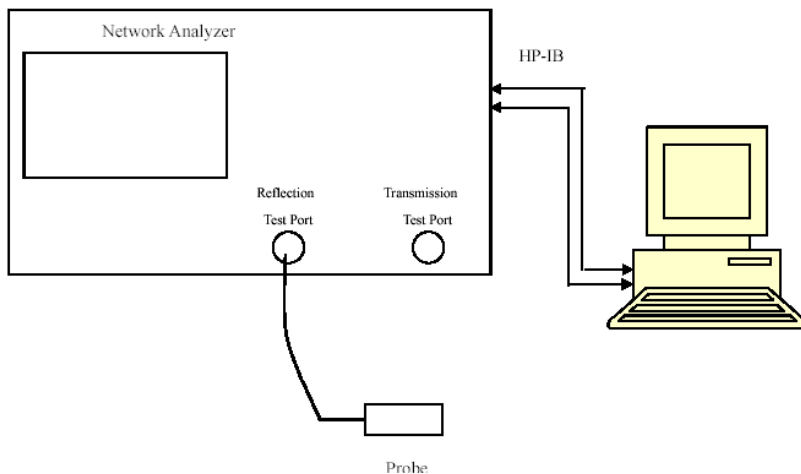 Network Analyzer
HP-IB
Reflection
Test Port
Transmission
Test Port
Probe